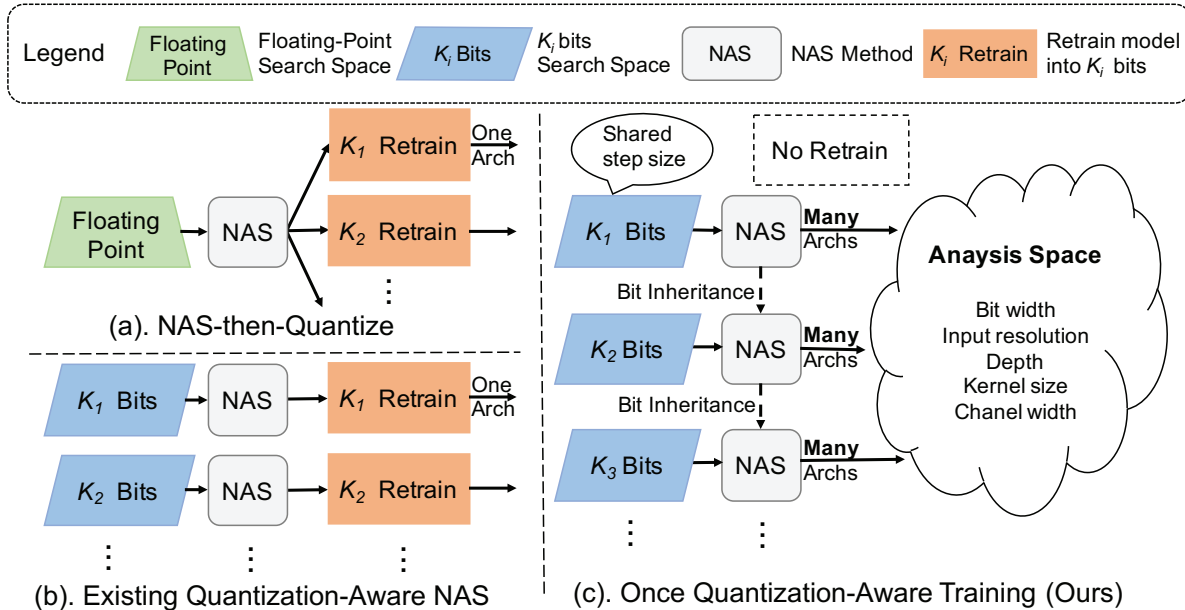 Legend
Floating
Point
Floating-Point
Search Space
K_i Bits
K_i bits
Search Space
NAS
NAS Method
K_i Retrain
Retrain model
into K_i bits
Floating
Point
NAS
K_1 Retrain
One
Arch
K_2 Retrain
⋮
(a). NAS-then-Quantize
K_1 Bits
NAS
K_1 Retrain
One
Arch
K_2 Bits
NAS
K_2 Retrain
⋮
⋮
⋮
(b). Existing Quantization-Aware NAS
Shared
step size
No Retrain
K_1 Bits
NAS
Many
Archs
Bit Inheritance
K_2 Bits
NAS
Many
Archs
Bit Inheritance
K_3 Bits
NAS
Many
Archs
⋮
⋮
Anaysis Space
Bit width
Input resolution
Depth
Kernel size
Chanel width
(c). Once Quantization-Aware Training (Ours)